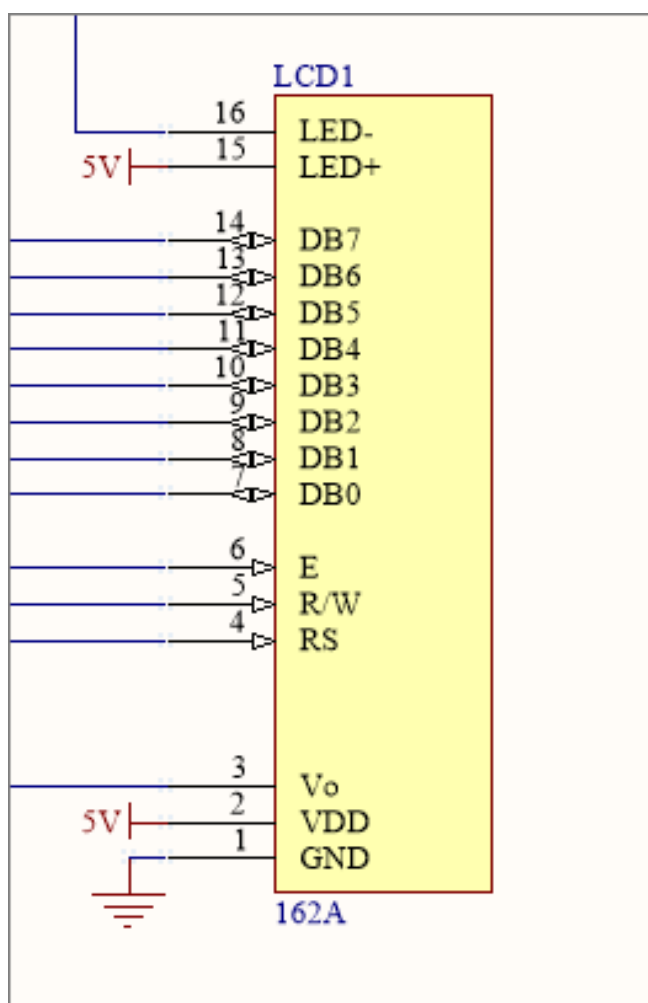 LCD1
16 LED-
5V 15 LED+
14 DB7
13 DB6
12 DB5
11 DB4
10 DB3
9 DB2
8 DB1
7 DB0
6 E
5 R/W
4 RS
3 Vo
5V 2 VDD
1 GND
162A